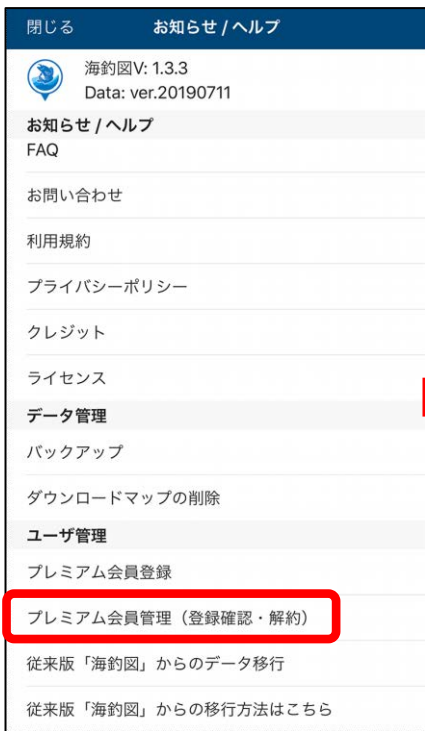 閉じる お知らせ / ヘルプ
海釣図V: 1.3.3
Data: ver.20190711
お知らせ / ヘルプ
FAQ
お問い合わせ
利用規約
プライバシーポリシー
クレジット
ライセンス
データ管理
バックアップ
ダウンロードマップの削除
ユーザ管理
プレミアム会員登録
プレミアム会員管理（登録確認・解約）
従来版「海釣図」からのデータ移行
従来版「海釣図」からの移行方法はこちら